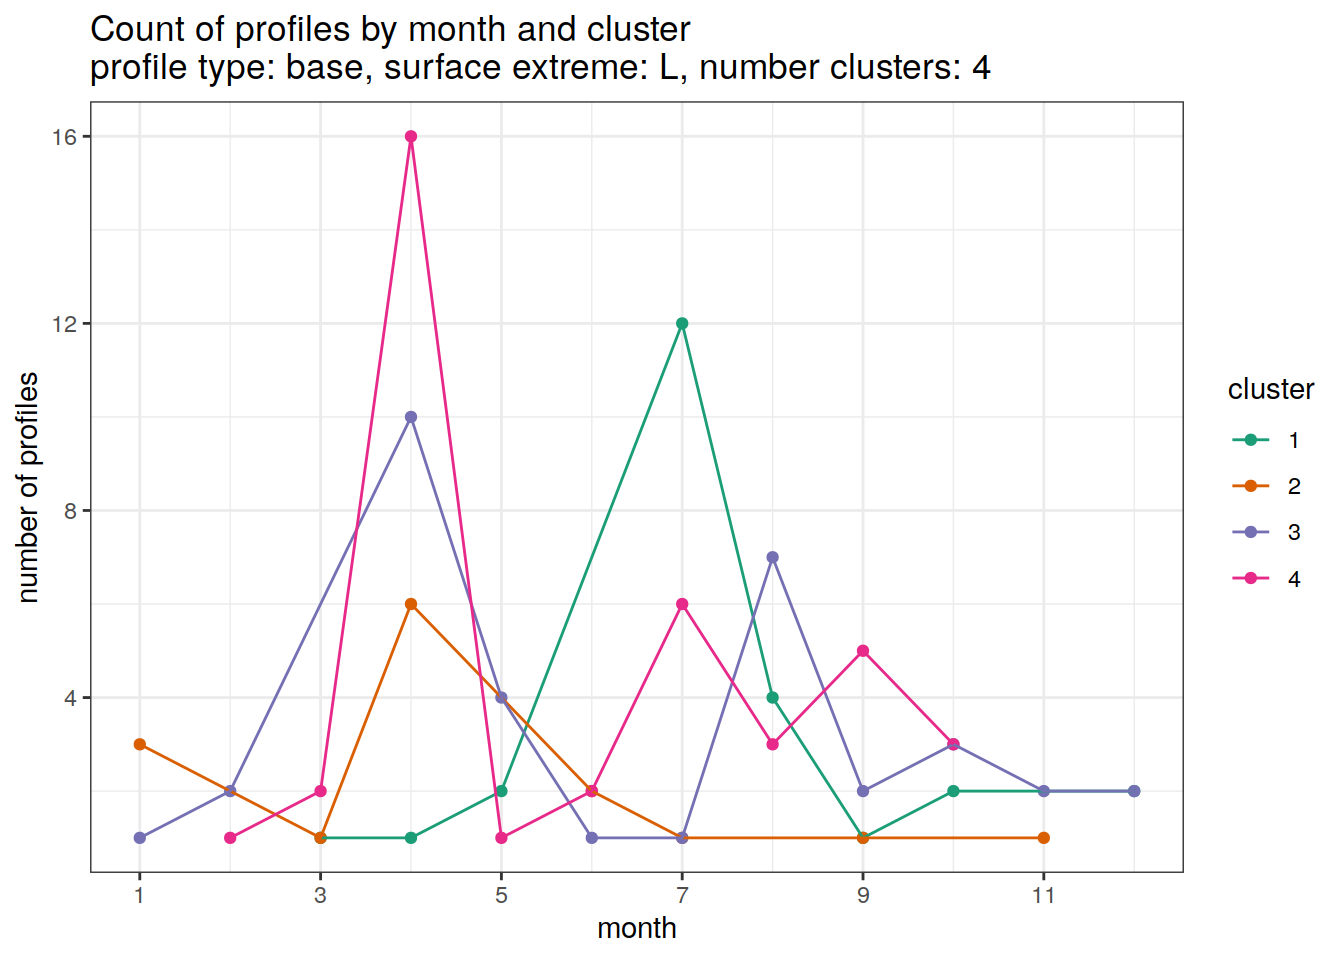 Count of profiles by month and cluster
profile type: base, surface extreme: L, number clusters: 4
16
12
8
4
number of profiles
1 3 5 7 9 11
month
cluster
1
2
3
4